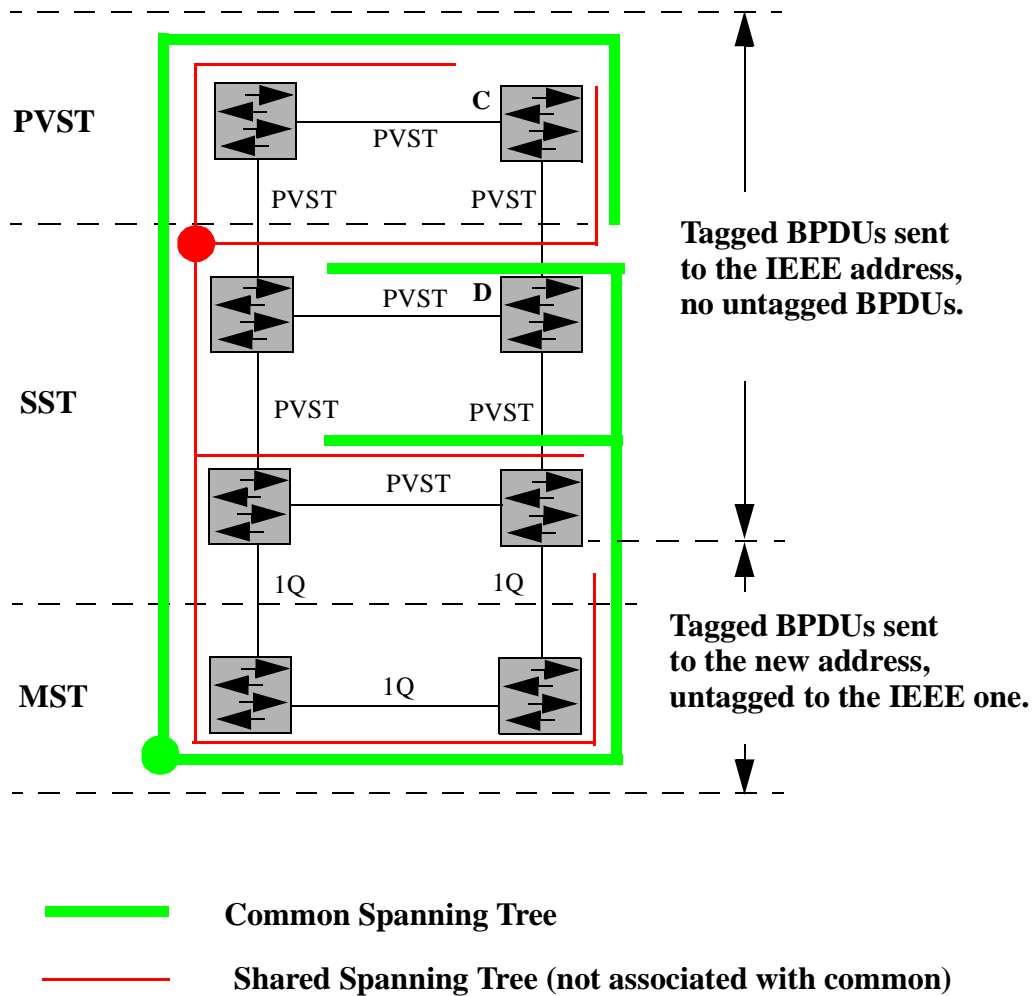 PVST
C
PVST
PVST
PVST
Tagged BPDUs sent
to the IEEE address,
no untagged BPDUs.
PVST
D
SST
PVST
PVST
PVST
1Q
1Q
Tagged BPDUs sent
to the new address,
untagged to the IEEE one.
MST
1Q
Common Spanning Tree
Shared Spanning Tree (not associated with common)